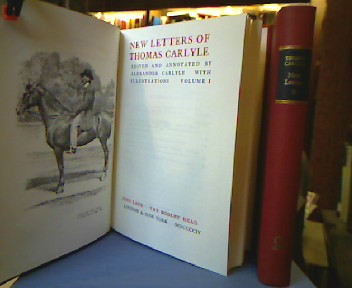 NEW LETTERS OF
THOMAS CARLYLE
EDITED AND ANNOTATED BY
ALEXANDER CARLYLE WITH
ILLUSTRATIONS VOLUME I
JOHN LANE · THE BODLEY HEAD
LONDON & NEW YORK · MDCCCCIV
THOMAS
CARLYLE
New
Letters